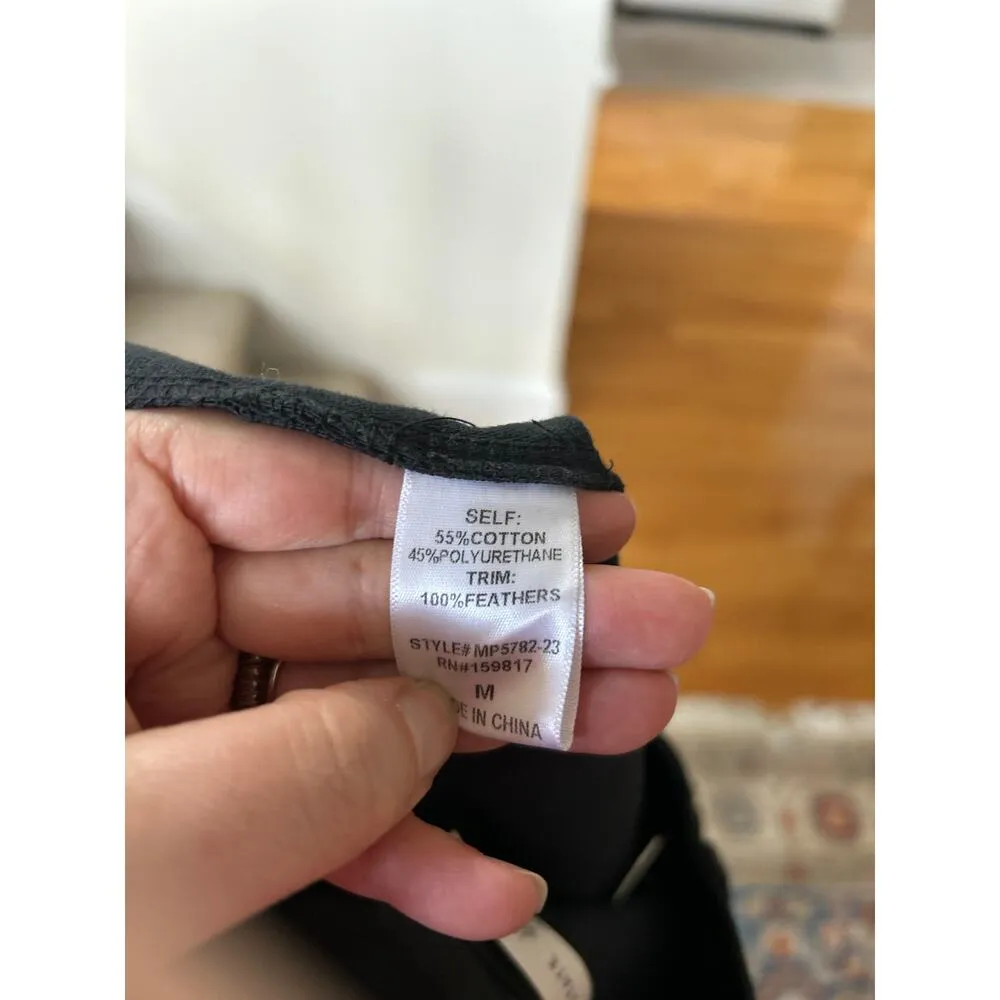 SELF:
55%COTTON
45%POLYURETHANE
TRIM:
100%FEATHERS
STYLE# MP5782-23
RN#159817
M
E IN CHINA